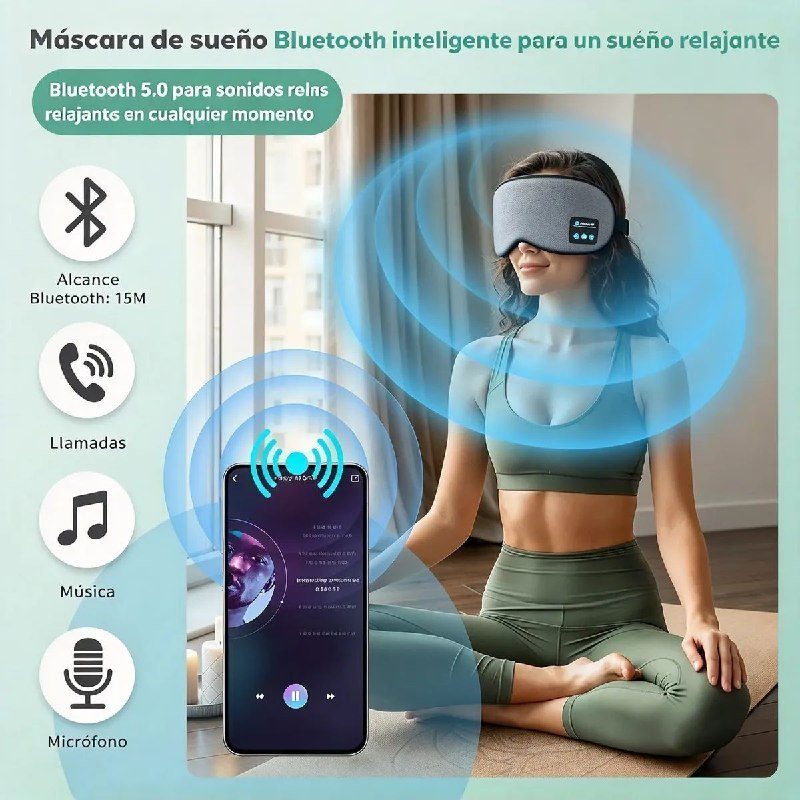 Máscara de sueño Bluetooth inteligente para un suéño relajante
Bluetooth 5.0 para sonidos relns
relajants en cualquier momento
Alcance
Bluetooth: 15M
Llamadas
Música
Micrófono